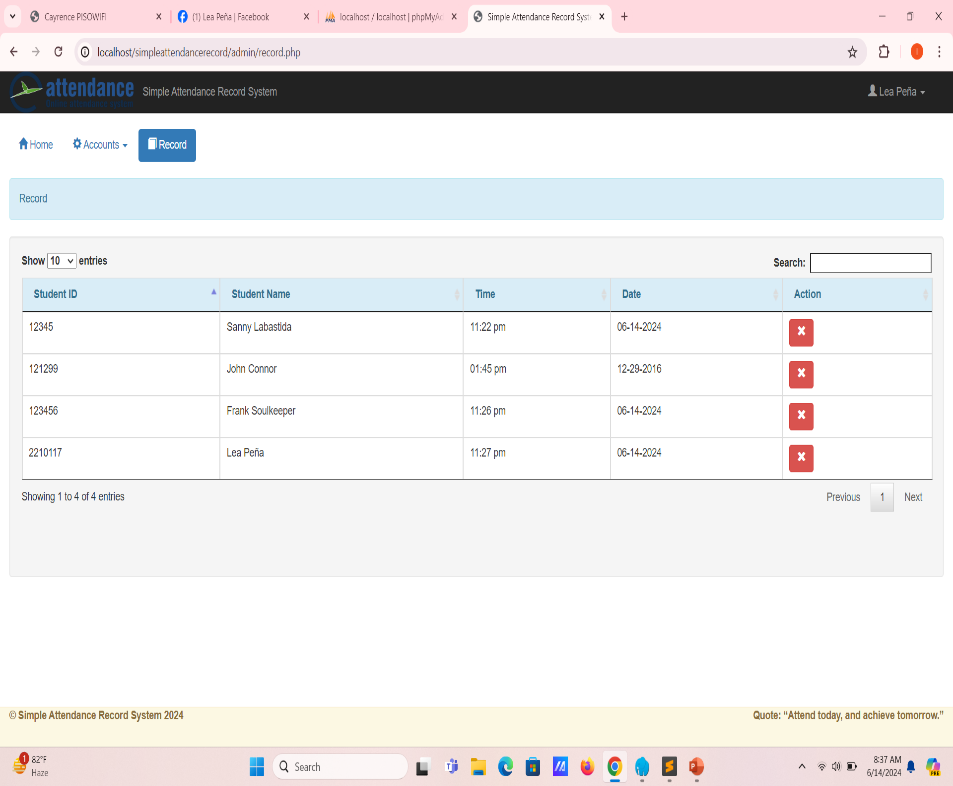 Cayrence PISOWIFI
(1) Lea Peña | Facebook
localhost / localhost | phpMyAd
Simple Attendance Record Syst
localhost/simpleattendancerecord/admin/record.php
attendance
Simple Attendance Record System
Lea Peña
Home Accounts Record
Record
Show 10 entries
Search:
Student ID Student Name Time Date Action
12345 Sanny Labastida 11:22 pm 06-14-2024
121299 John Connor 01:45 pm 12-29-2016
123456 Frank Soulkeeper 11:26 pm 06-14-2024
2210117 Lea Peña 11:27 pm 06-14-2024
Showing 1 to 4 of 4 entries
Previous 1 Next
© Simple Attendance Record System 2024
Quote: “Attend today, and achieve tomorrow.”
1
82°F
Haze
Search
8:37 AM
6/14/2024
PRE